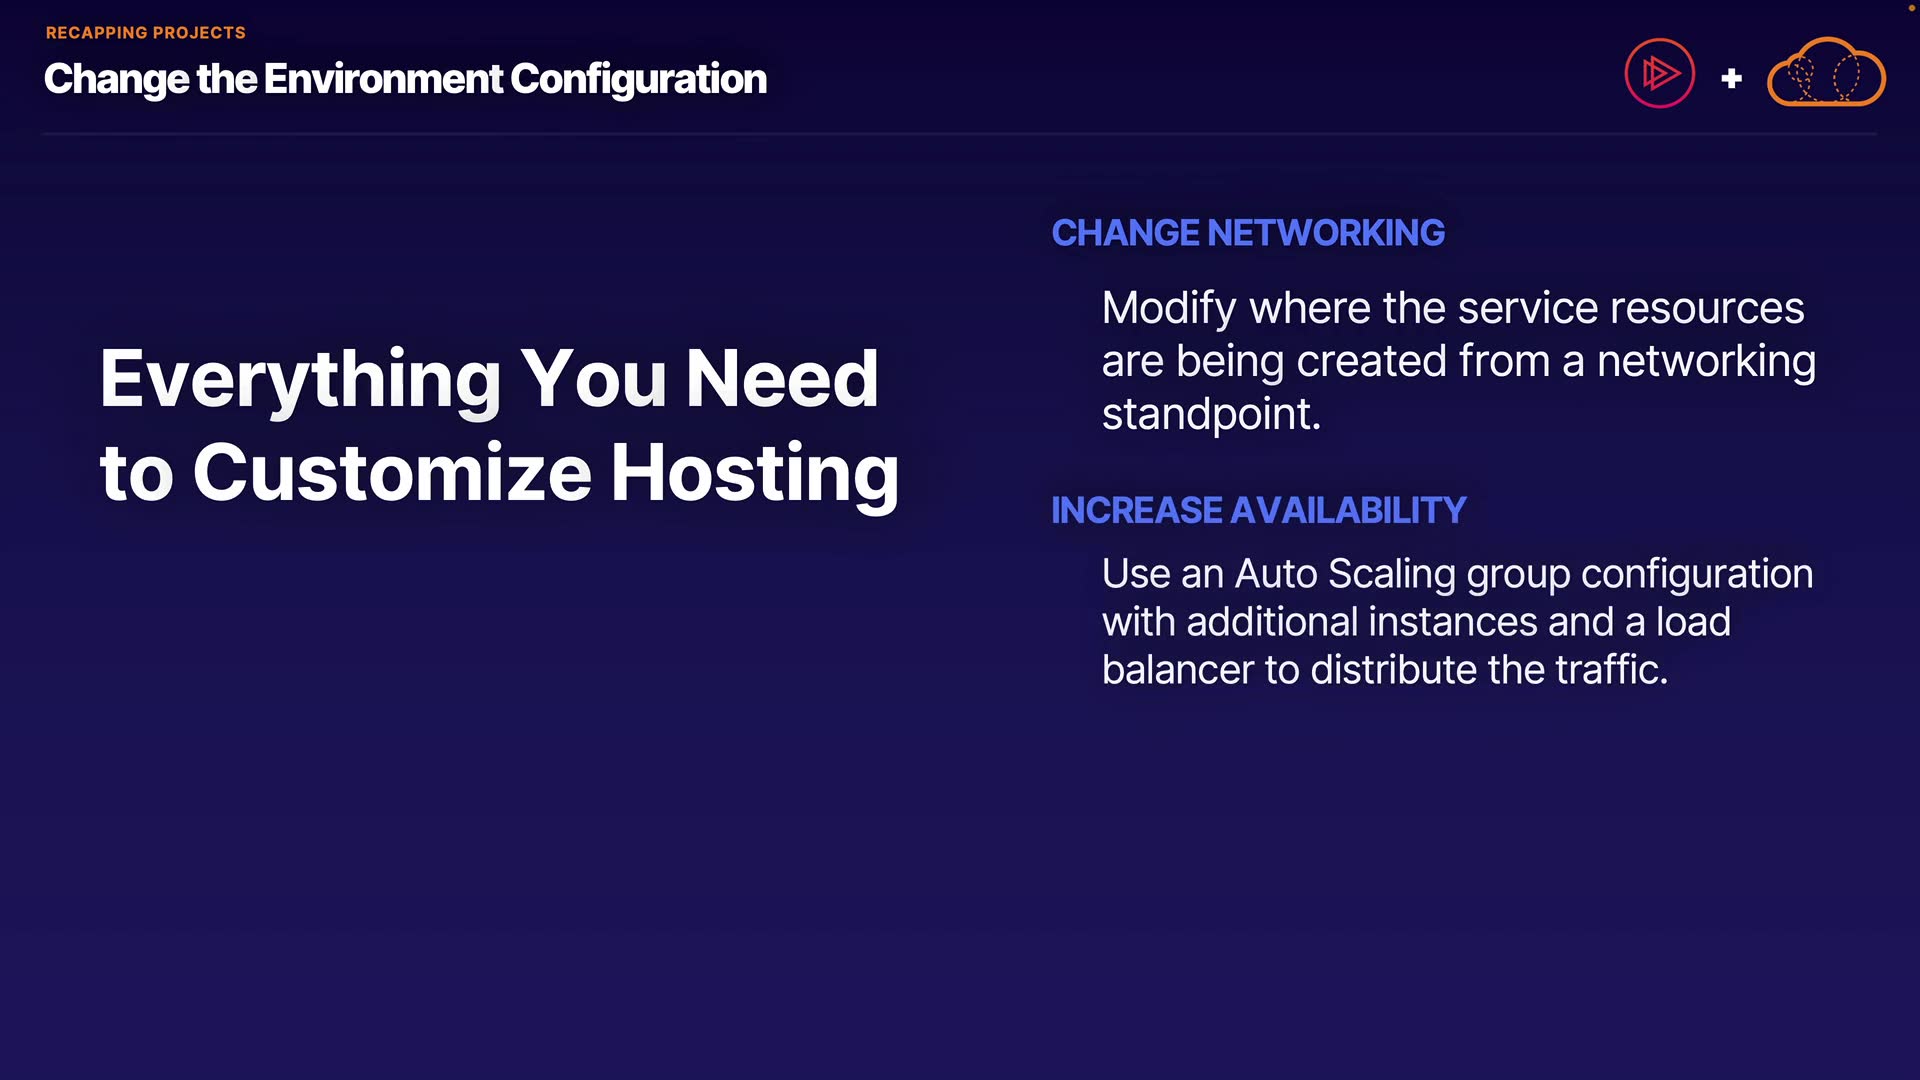 RECAPPING PROJECTS
Change the Environment Configuration
+
Everything You Need
to Customize Hosting
CHANGE NETWORKING
Modify where the service resources
are being created from a networking
standpoint.
INCREASE AVAILABILITY
Use an Auto Scaling group configuration
with additional instances and a load
balancer to distribute the traffic.